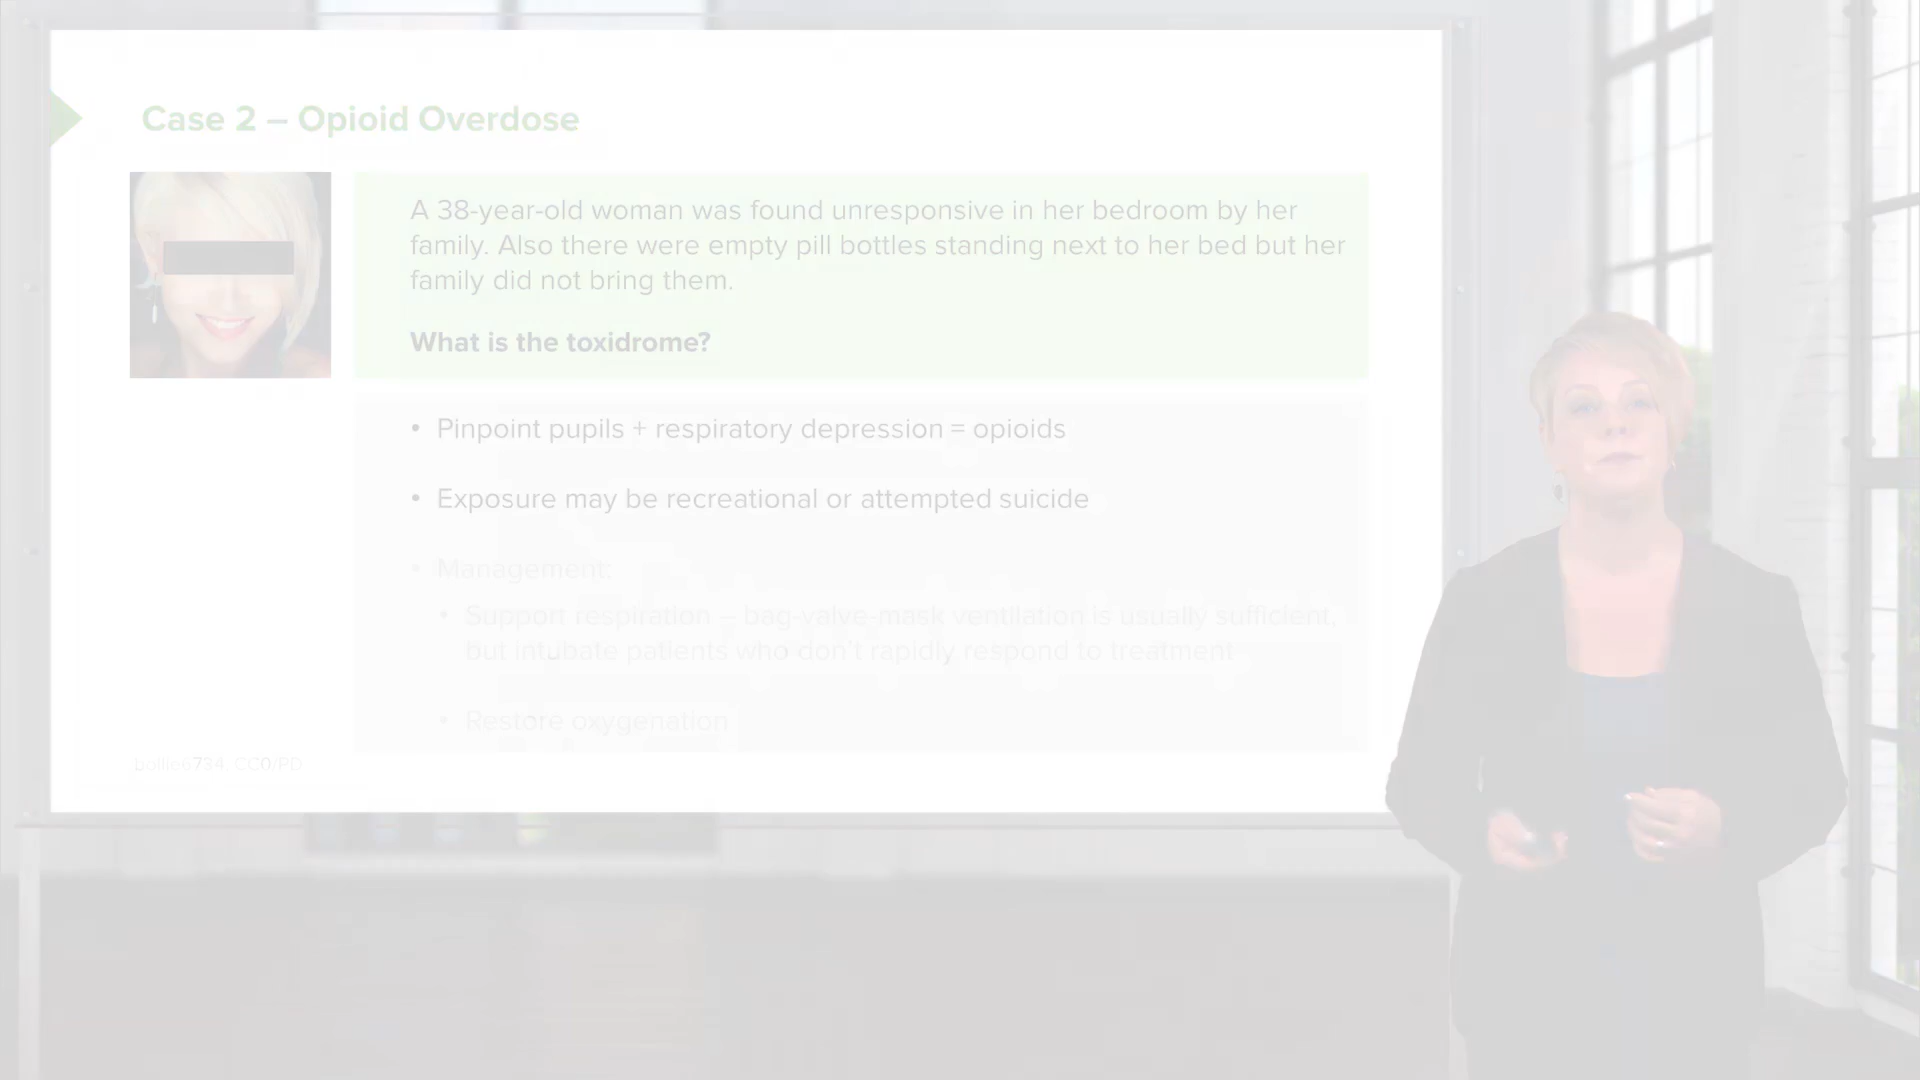 Case 2 – Opioid Overdose
A 38-year-old woman was found unresponsive in her bedroom by her
family. Also there were empty pill bottles standing next to her bed but her
family did not bring them.
What is the toxidrome?
• Pinpoint pupils + respiratory depression = opioids
• Exposure may be recreational or attempted suicide
• Management:
• Support respiration – bag-valve-mask ventilation is usually sufficient,
but intubate patients who don't rapidly respond to treatment
• Restore oxygenation
bollie6734, CC0/PD